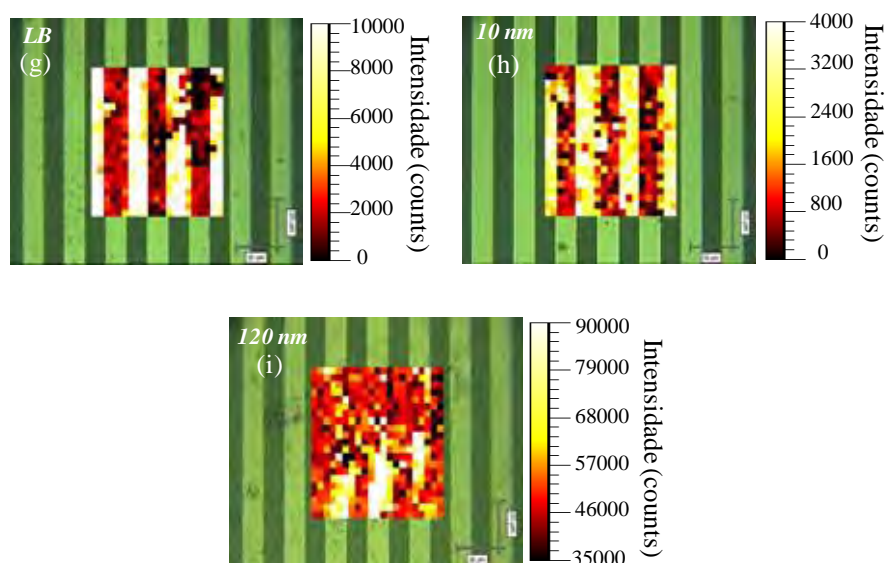 LB
(g)
10000
8000
6000
4000
2000
0
Intensidade (counts)
10 nm
(h)
4000
3200
2400
1600
800
0
Intensidade (counts)
120 nm
(i)
90000
79000
68000
57000
46000
35000
Intensidade (counts)